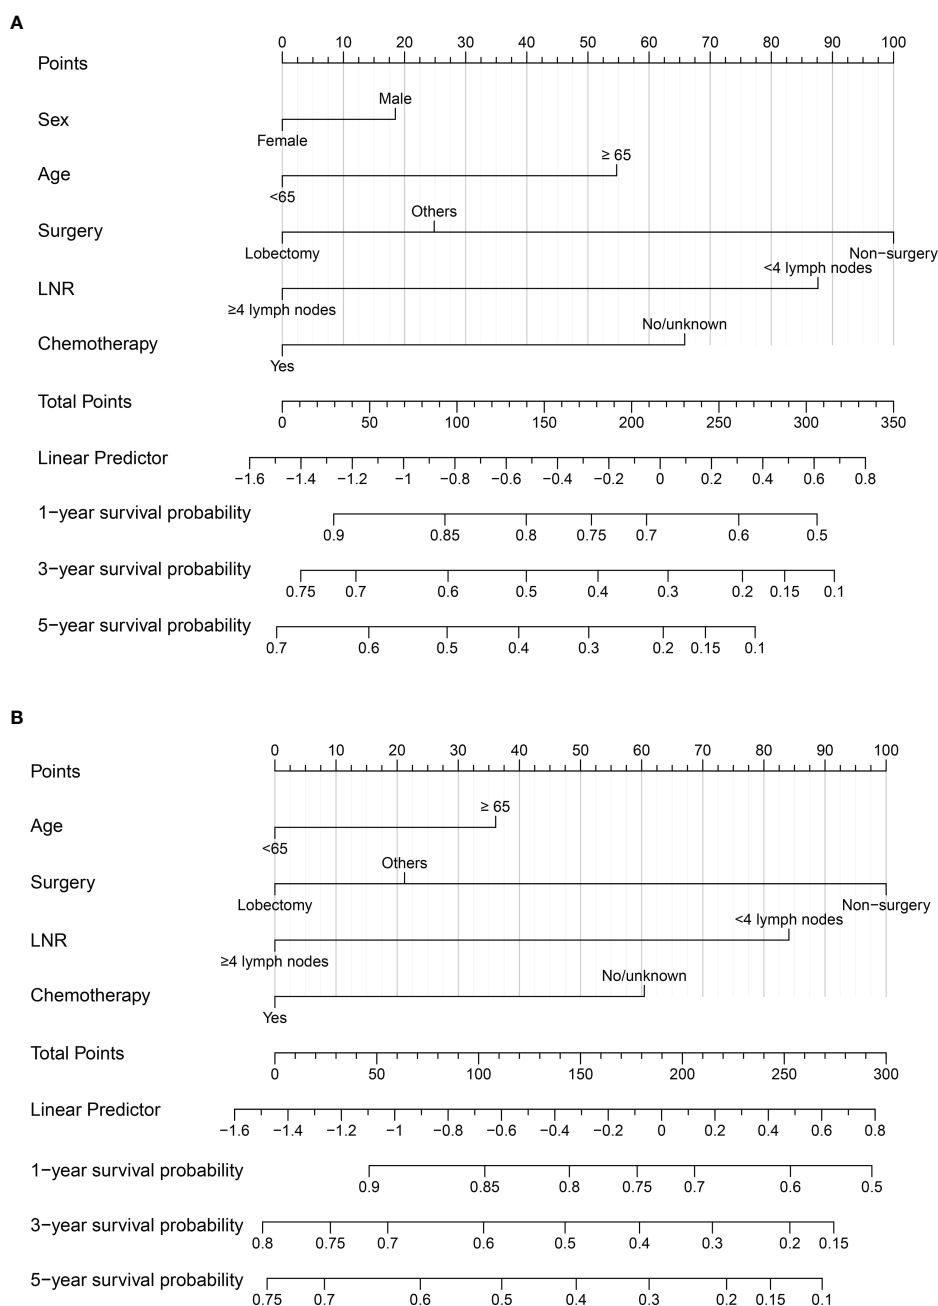 A
0 10 20 30 40 50 60 70 80 90 100
Points
Male
Sex
Female
≥ 65
Age
<65
Others
Surgery
Lobectomy Non−surgery
<4 lymph nodes
LNR
≥4 lymph nodes
No/unknown
Chemotherapy
Yes
Total Points
0 50 100 150 200 250 300 350
Linear Predictor
−1.6 −1.4 −1.2 −1 −0.8 −0.6 −0.4 −0.2 0 0.2 0.4 0.6 0.8
1−year survival probability
0.9 0.85 0.8 0.75 0.7 0.6 0.5
3−year survival probability
0.75 0.7 0.6 0.5 0.4 0.3 0.2 0.15 0.1
5−year survival probability
0.7 0.6 0.5 0.4 0.3 0.2 0.15 0.1
B
0 10 20 30 40 50 60 70 80 90 100
Points
≥ 65
Age
<65
Others
Surgery
Lobectomy Non−surgery
<4 lymph nodes
LNR
≥4 lymph nodes
No/unknown
Chemotherapy
Yes
Total Points
0 50 100 150 200 250 300
Linear Predictor
−1.6 −1.4 −1.2 −1 −0.8 −0.6 −0.4 −0.2 0 0.2 0.4 0.6 0.8
1−year survival probability
0.9 0.85 0.8 0.75 0.7 0.6 0.5
3−year survival probability
0.8 0.75 0.7 0.6 0.5 0.4 0.3 0.2 0.15
5−year survival probability
0.75 0.7 0.6 0.5 0.4 0.3 0.2 0.15 0.1